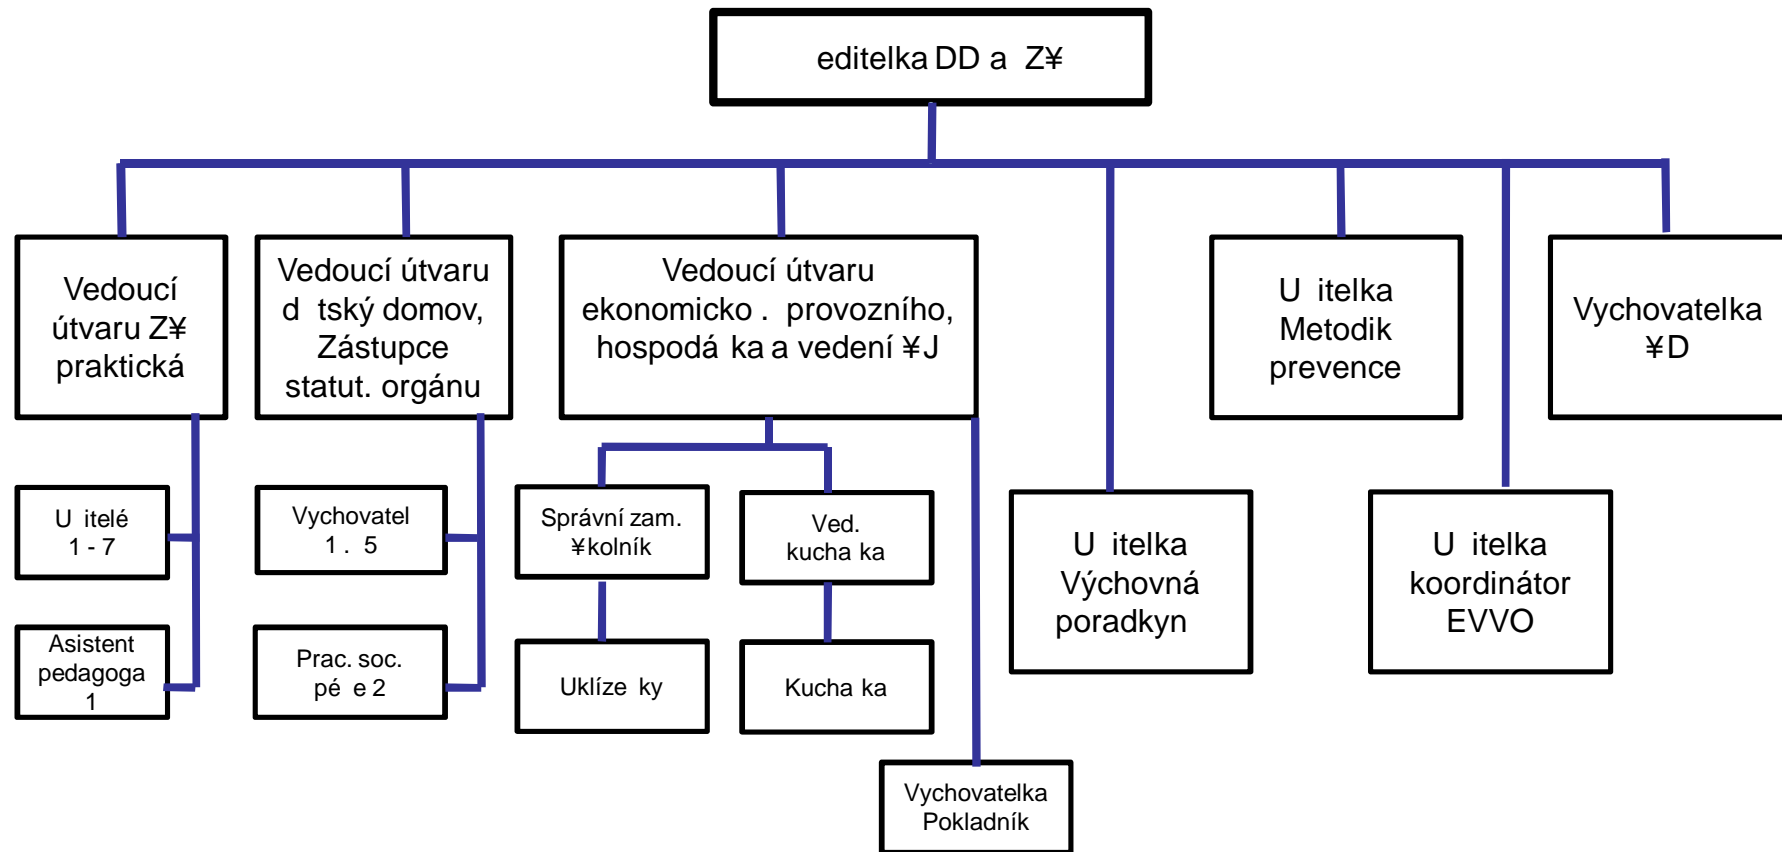 editelka DD a Z¥
Vedoucí
útvaru Z¥
praktická
Vedoucí útvaru
d tský domov,
Zástupce
statut. orgánu
Vedoucí útvaru
ekonomicko . provozního,
hospodá ka a vedení ¥J
U itelka
Metodik
prevence
Vychovatelka
¥D
U itelé
1 - 7
Vychovatel
1 . 5
Správní zam.
¥kolník
Ved.
kucha ka
U itelka
Výchovná
poradkyn
U itelka
koordinátor
EVVO
Asistent
pedagoga
1
Prac. soc.
pé e 2
Uklíze ky
Kucha ka
Vychovatelka
Pokladník